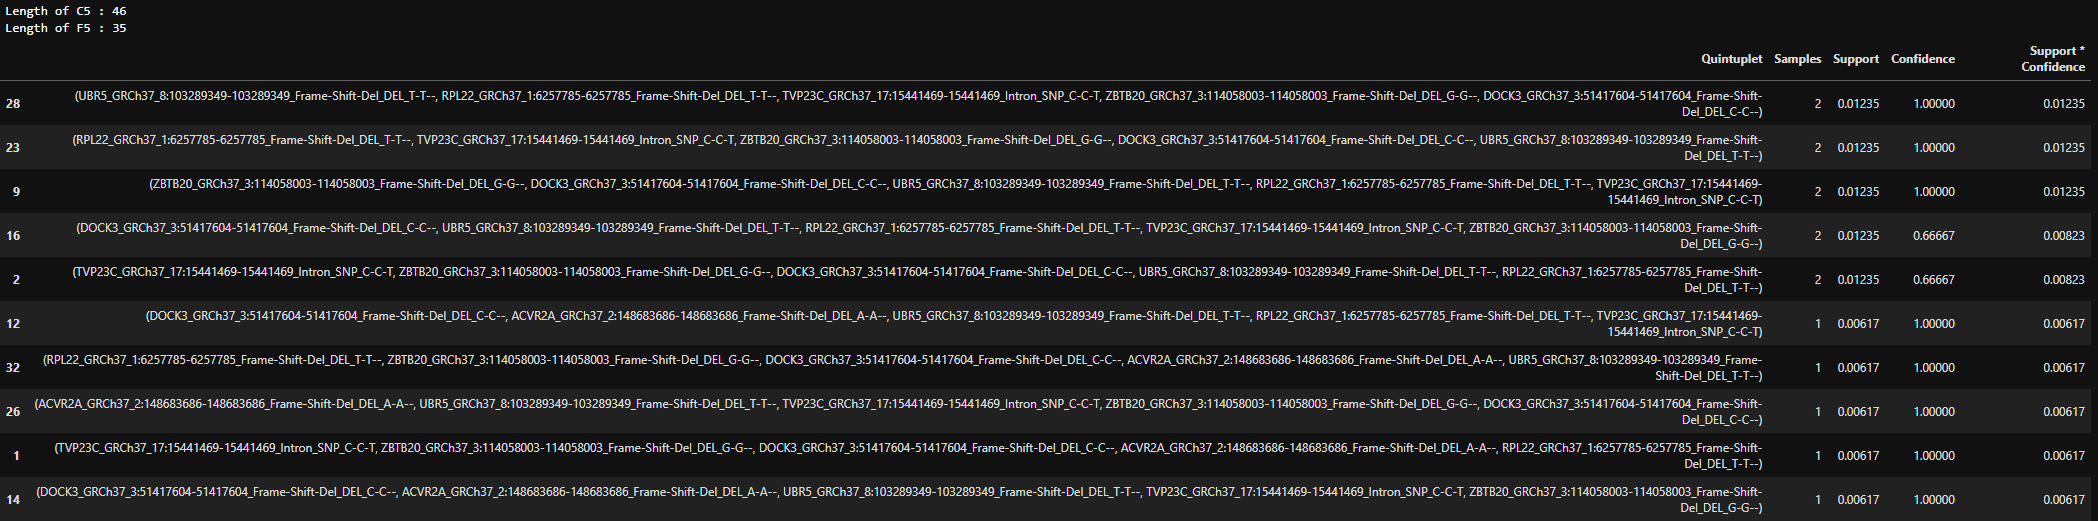 Length of C5 : 46
Length of F5 : 35
Support *
Quintuplet Samples Support Confidence Confidence
28 (UBR5_GRCh37_8:103289349-103289349_Frame-Shift-Del_DEL_T-T--, RPL22_GRCh37_1:6257785-6257785_Frame-Shift-Del_DEL_T-T--, TVP23C_GRCh37_17:15441469-15441469_Intron_SNP_C-C-T, ZBTB20_GRCh37_3:114058003-114058003_Frame-Shift-Del_DEL_G-G--, DOCK3_GRCh37_3:51417604-51417604_Frame-Shift- 2 0.01235 1.00000 0.01235
Del_DEL_C-C--)
23 (RPL22_GRCh37_1:6257785-6257785_Frame-Shift-Del_DEL_T-T--, TVP23C_GRCh37_17:15441469-15441469_Intron_SNP_C-C-T, ZBTB20_GRCh37_3:114058003-114058003_Frame-Shift-Del_DEL_G-G--, DOCK3_GRCh37_3:51417604-51417604_Frame-Shift-Del_DEL_C-C--, UBR5_GRCh37_8:103289349-103289349_Frame-Shift- 2 0.01235 1.00000 0.01235
Del_DEL_T-T--)
9 (ZBTB20_GRCh37_3:114058003-114058003_Frame-Shift-Del_DEL_G-G--, DOCK3_GRCh37_3:51417604-51417604_Frame-Shift-Del_DEL_C-C--, UBR5_GRCh37_8:103289349-103289349_Frame-Shift-Del_DEL_T-T--, RPL22_GRCh37_1:6257785-6257785_Frame-Shift-Del_DEL_T-T--, TVP23C_GRCh37_17:15441469- 2 0.01235 1.00000 0.01235
15441469_Intron_SNP_C-C-T)
16 (DOCK3_GRCh37_3:51417604-51417604_Frame-Shift-Del_DEL_C-C--, UBR5_GRCh37_8:103289349-103289349_Frame-Shift-Del_DEL_T-T--, RPL22_GRCh37_1:6257785-6257785_Frame-Shift-Del_DEL_T-T--, TVP23C_GRCh37_17:15441469-15441469_Intron_SNP_C-C-T, ZBTB20_GRCh37_3:114058003-114058003_Frame-Shift- 2 0.01235 0.66667 0.00823
Del_DEL_G-G--)
2 (TVP23C_GRCh37_17:15441469-15441469_Intron_SNP_C-C-T, ZBTB20_GRCh37_3:114058003-114058003_Frame-Shift-Del_DEL_G-G--, DOCK3_GRCh37_3:51417604-51417604_Frame-Shift-Del_DEL_C-C--, UBR5_GRCh37_8:103289349-103289349_Frame-Shift-Del_DEL_T-T--, RPL22_GRCh37_1:6257785-6257785_Frame-Shift- 2 0.01235 0.66667 0.00823
Del_DEL_T-T--)
12 (DOCK3_GRCh37_3:51417604-51417604_Frame-Shift-Del_DEL_C-C--, ACVR2A_GRCh37_2:148683686-148683686_Frame-Shift-Del_DEL_A-A--, UBR5_GRCh37_8:103289349-103289349_Frame-Shift-Del_DEL_T-T--, RPL22_GRCh37_1:6257785-6257785_Frame-Shift-Del_DEL_T-T--, TVP23C_GRCh37_17:15441469- 1 0.00617 1.00000 0.00617
15441469_Intron_SNP_C-C-T)
32 (RPL22_GRCh37_1:6257785-6257785_Frame-Shift-Del_DEL_T-T--, ZBTB20_GRCh37_3:114058003-114058003_Frame-Shift-Del_DEL_G-G--, DOCK3_GRCh37_3:51417604-51417604_Frame-Shift-Del_DEL_C-C--, ACVR2A_GRCh37_2:148683686-148683686_Frame-Shift-Del_DEL_A-A--, UBR5_GRCh37_8:103289349-103289349_Frame- 1 0.00617 1.00000 0.00617
Shift-Del_DEL_T-T--)
26 (ACVR2A_GRCh37_2:148683686-148683686_Frame-Shift-Del_DEL_A-A--, UBR5_GRCh37_8:103289349-103289349_Frame-Shift-Del_DEL_T-T--, TVP23C_GRCh37_17:15441469-15441469_Intron_SNP_C-C-T, ZBTB20_GRCh37_3:114058003-114058003_Frame-Shift-Del_DEL_G-G--, DOCK3_GRCh37_3:51417604-51417604_Frame-Shift- 1 0.00617 1.00000 0.00617
Del_DEL_C-C--)
1 (TVP23C_GRCh37_17:15441469-15441469_Intron_SNP_C-C-T, ZBTB20_GRCh37_3:114058003-114058003_Frame-Shift-Del_DEL_G-G--, DOCK3_GRCh37_3:51417604-51417604_Frame-Shift-Del_DEL_C-C--, ACVR2A_GRCh37_2:148683686-148683686_Frame-Shift-Del_DEL_A-A--, RPL22_GRCh37_1:6257785-6257785_Frame-Shift- 1 0.00617 1.00000 0.00617
Del_DEL_T-T--)
14 (DOCK3_GRCh37_3:51417604-51417604_Frame-Shift-Del_DEL_C-C--, ACVR2A_GRCh37_2:148683686-148683686_Frame-Shift-Del_DEL_A-A--, UBR5_GRCh37_8:103289349-103289349_Frame-Shift-Del_DEL_T-T--, TVP23C_GRCh37_17:15441469-15441469_Intron_SNP_C-C-T, ZBTB20_GRCh37_3:114058003-114058003_Frame-Shift- 1 0.00617 1.00000 0.00617
Del_DEL_G-G--)